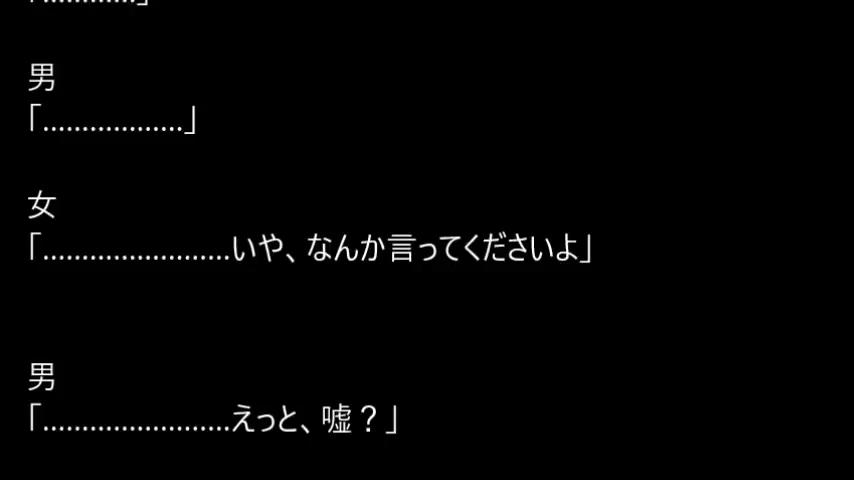 「............」
男
「..................」
女
「........................いや、なんか言ってくださいよ」
男
「........................えっと、嘘？」